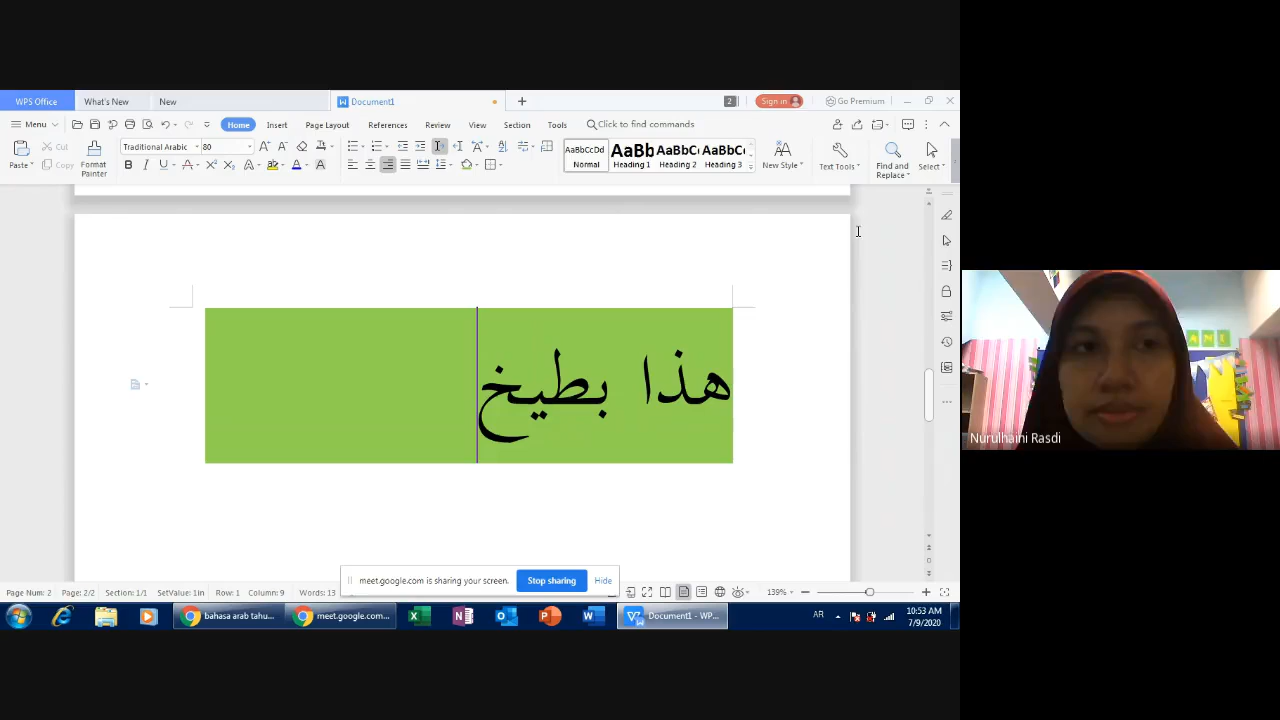 WPS Office What's New New Document1 2 Sign in Go Premium
Menu Home Insert Page Layout References Review View Section Tools Click to find commands
Paste Cut Copy Format Painter Traditional Arabic 80 B I U A AaBbCcDd Normal AaBb Heading 1 AaBbC Heading 2 AaBbC Heading 3 New Style Text Tools Find and Replace Select
هذا بطيخ
Nurulhaini Rasdi
meet.google.com is sharing your screen. Stop sharing Hide
Page Num: 2 Page: 2/2 Section: 1/1 SetValue: 1in Row: 1 Column: 9 Words: 13 139%
bahasa arab tahu... meet.google.com... Document1 - WP... AR 10:53 AM
7/9/2020